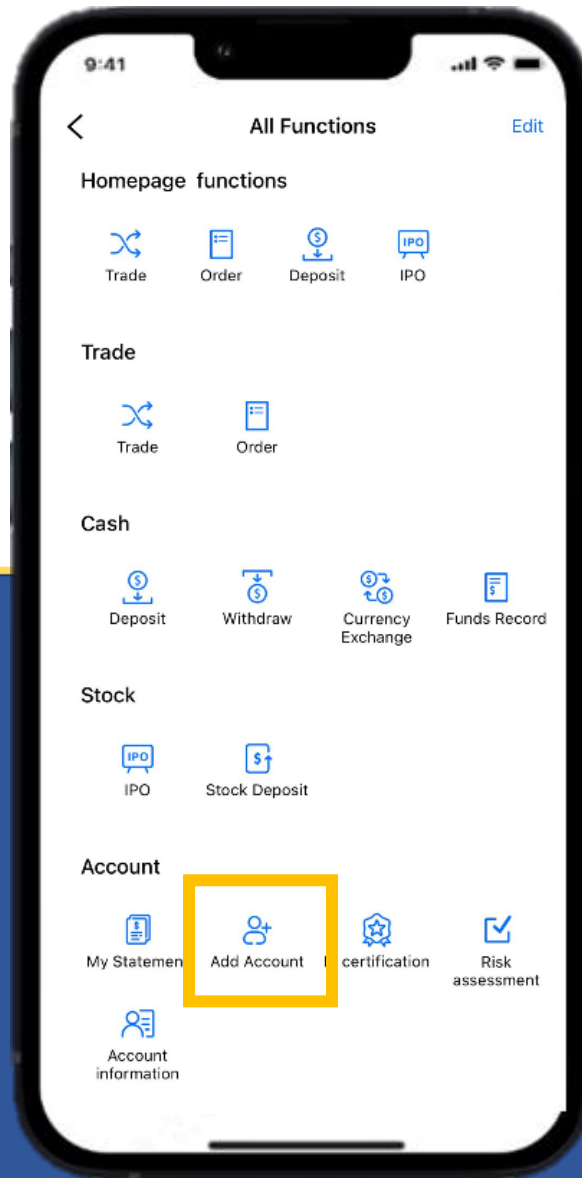 9:41
All Functions
Edit
Homepage functions
IPO
Trade
Order
Deposit
IPO
Trade
Trade
Order
Cash
Deposit
Withdraw
Currency
Exchange
Funds Record
Stock
IPO
IPO
Stock Deposit
Account
My Statemen
Add Account
certification
Risk
assessment
Account
information